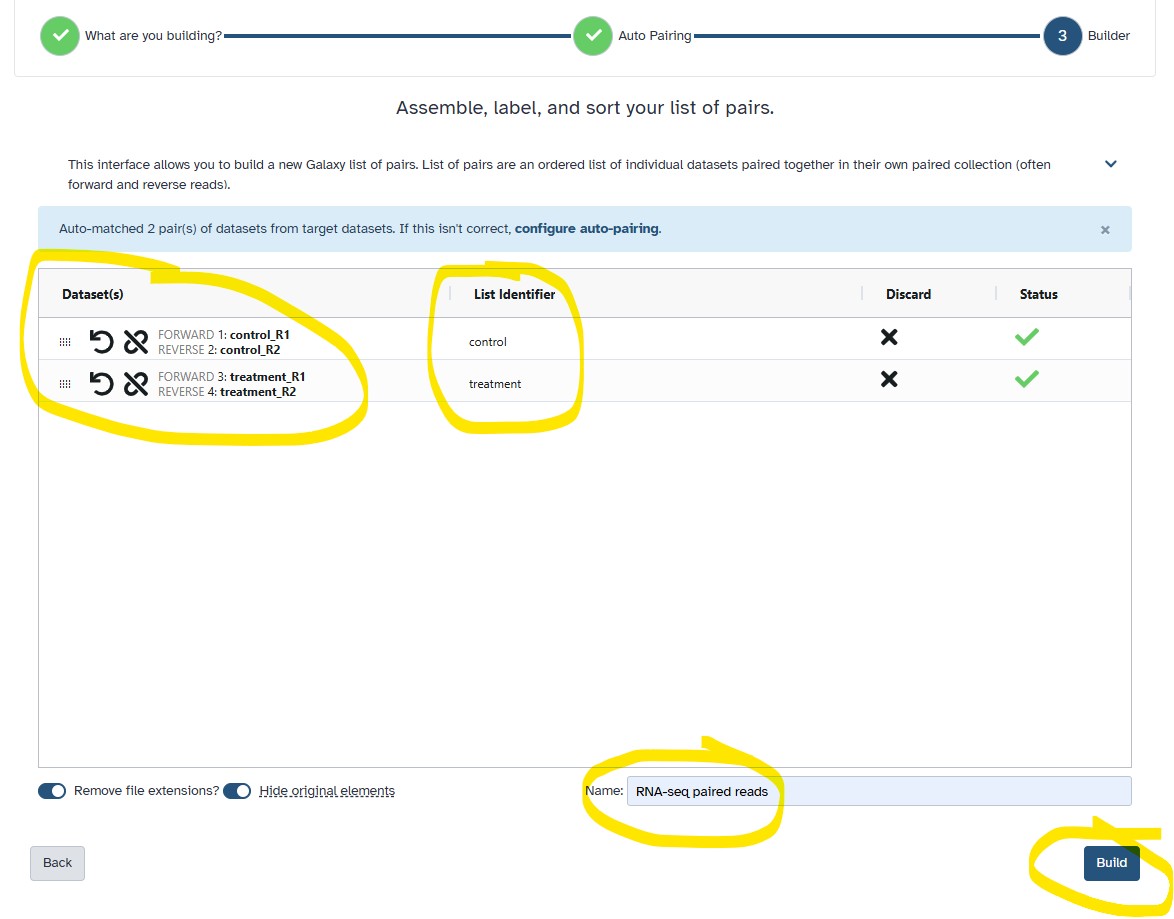 What are you building?
Auto Pairing
3 Builder
Assemble, label, and sort your list of pairs.
This interface allows you to build a new Galaxy list of pairs. List of pairs are an ordered list of individual datasets paired together in their own paired collection (often
forward and reverse reads).
Auto-matched 2 pair(s) of datasets from target datasets. If this isn't correct, configure auto-pairing.
Dataset(s) List Identifier Discard Status
FORWARD 1: control_R1
REVERSE 2: control_R2
control
FORWARD 3: treatment_R1
REVERSE 4: treatment_R2
treatment
Remove file extensions? Hide original elements
Name: RNA-seq paired reads
Back
Build